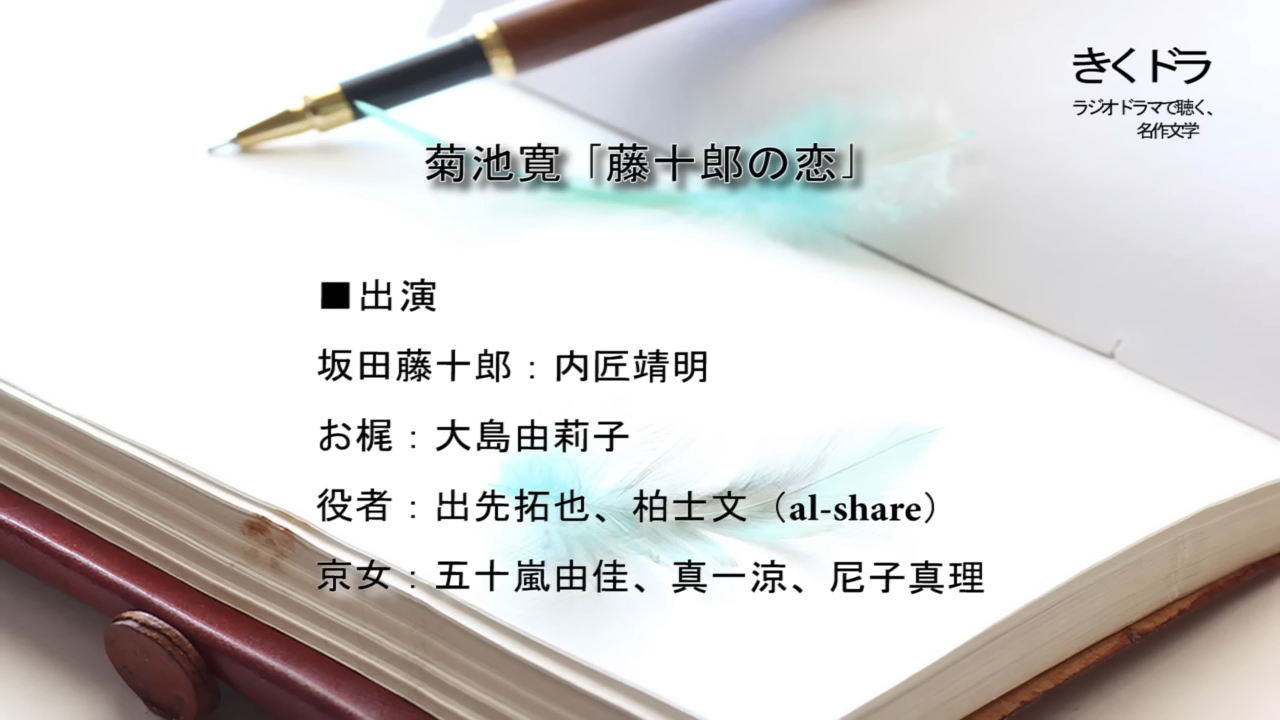 きくドラ
ラジオドラマで聴く、
名作文学
菊池寛「藤十郎の恋」
■出演
坂田藤十郎：内匠靖明
お梶：大島由莉子
役者：出先拓也、柏士文（al-share）
京女：五十嵐由佳、真一涼、尼子真理